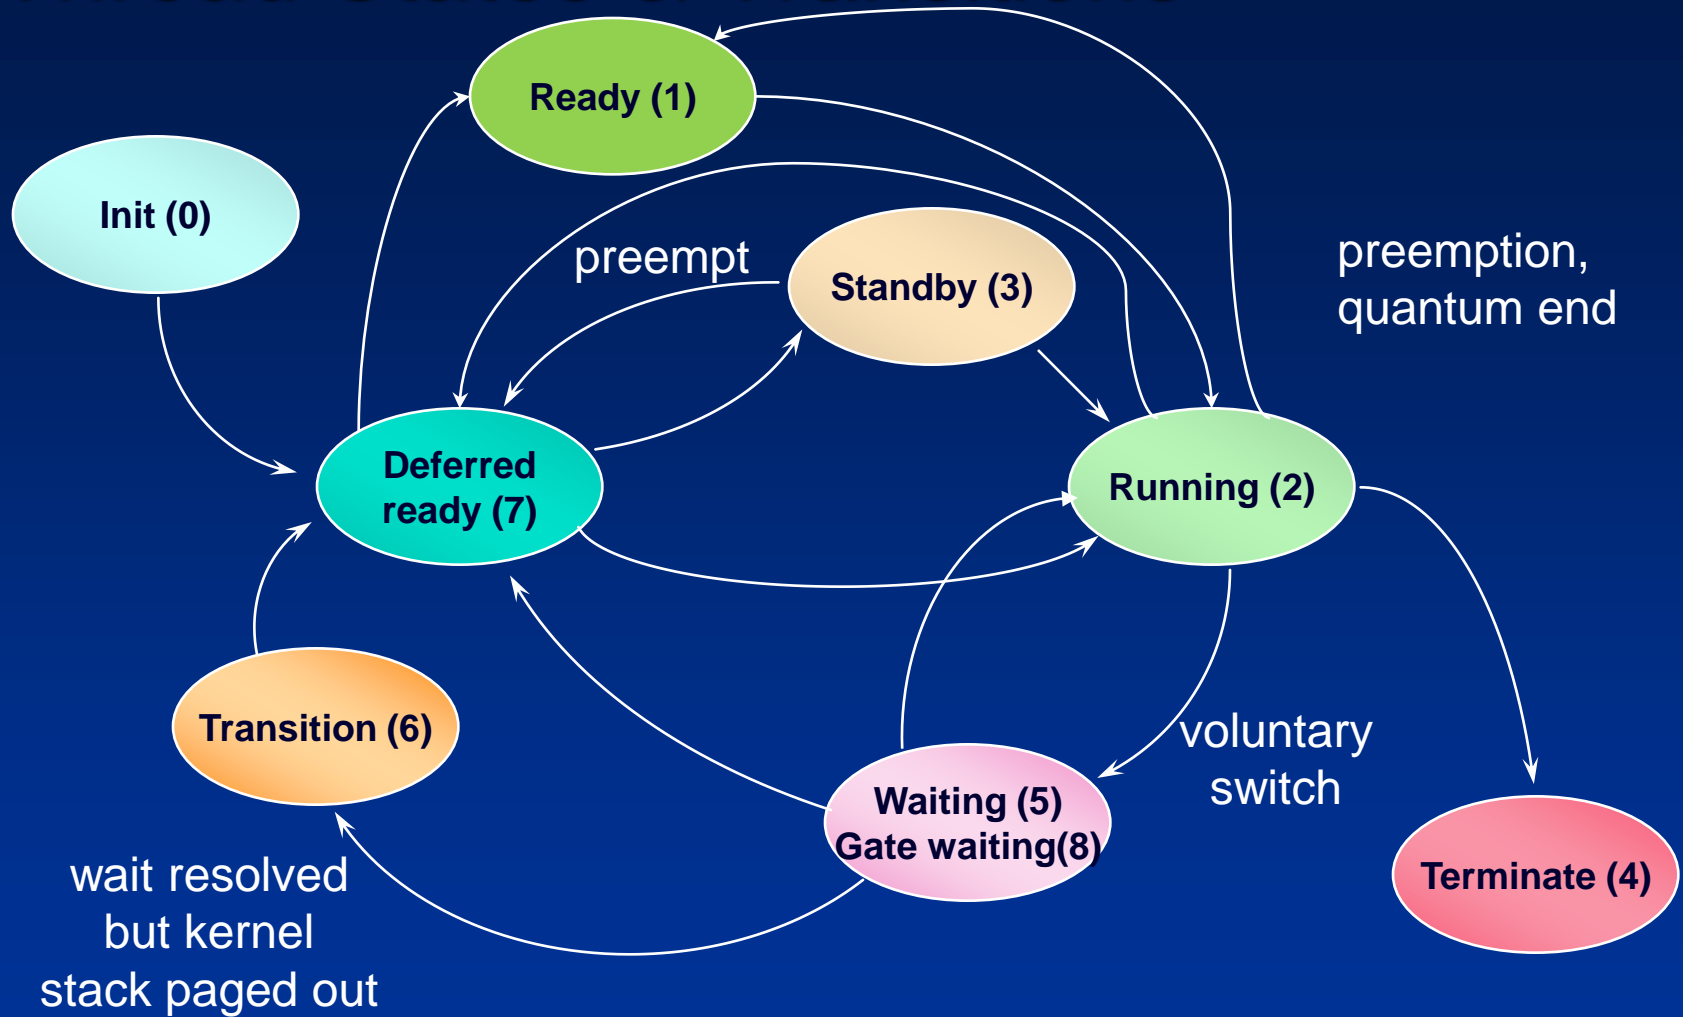 Ready (1)
Init (0)
preempt
Standby (3)
preemption,
quantum end
Deferred
ready (7)
Running (2)
Transition (6)
voluntary
switch
Waiting (5)
Gate waiting(8)
Terminate (4)
wait resolved
but kernel
stack paged out